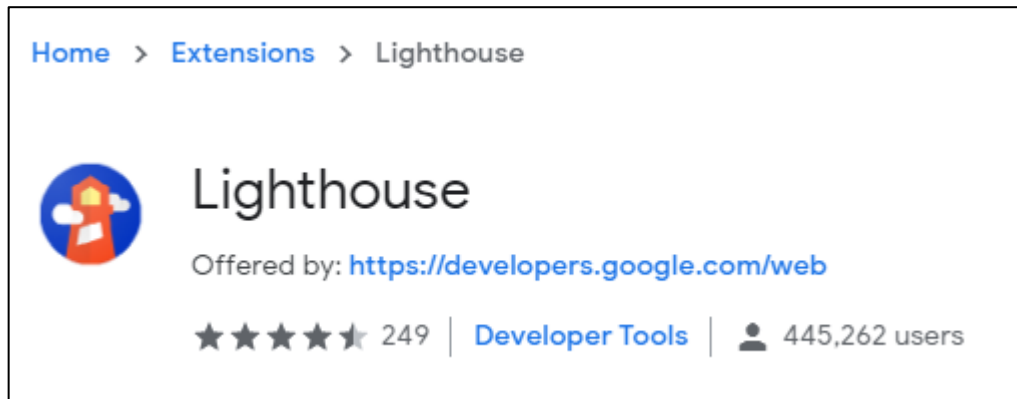 Home > Extensions > Lighthouse
Lighthouse
Offered by: https://developers.google.com/web
249 | Developer Tools | 445,262 users